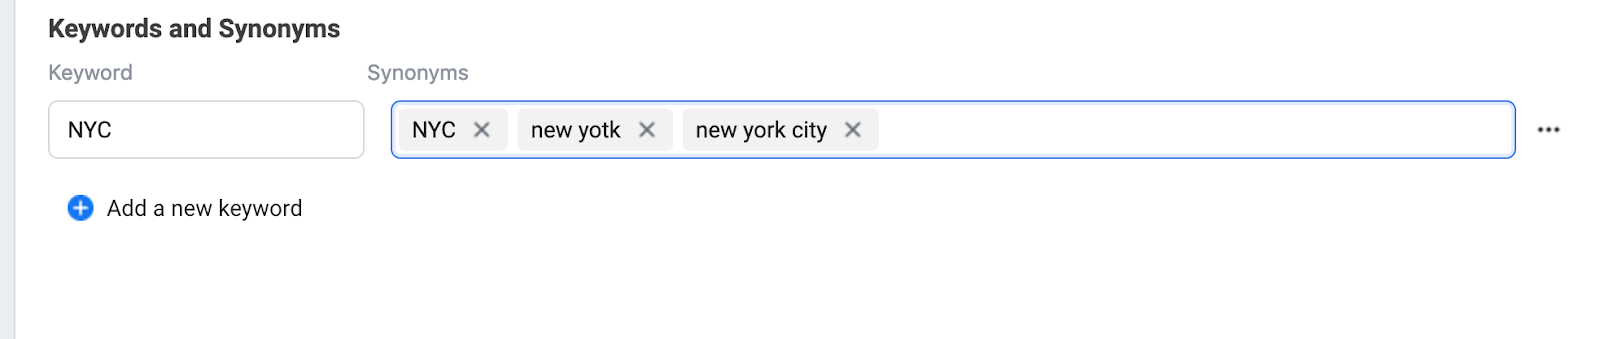 Keywords and Synonyms
Keyword Synonyms
NYC NYC new yotk new york city
Add a new keyword